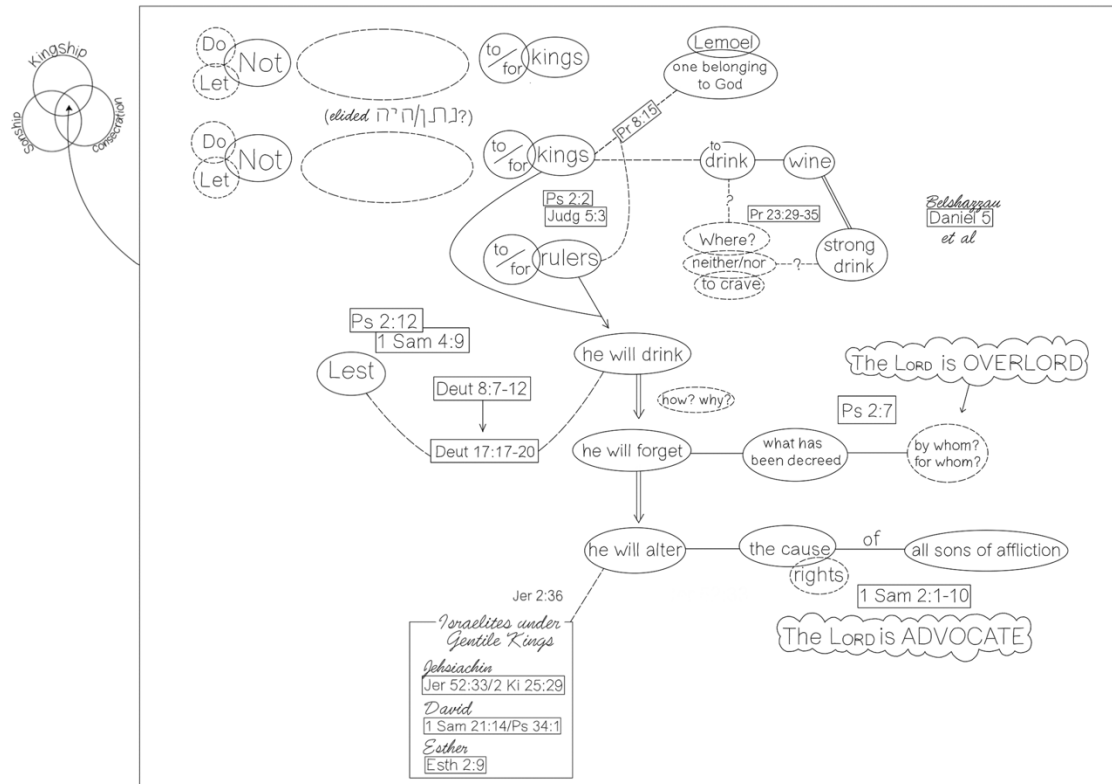 Kingship
Sonship
consecration
Do
Let
Not
to/for
kings
Lemoel
one belonging
to God
(elided נתן/היה?)
Pr 8:15
Do
Let
Not
to/for
kings
to
drink
wine
Ps 2:2
Judg 5:3
Pr 23:29-35
Belshazzau
Daniel 5
et al
?
Where?
neither/nor
to crave
?
strong
drink
to/for
rulers
Ps 2:12
1 Sam 4:9
Lest
he will drink
The LORD is OVERLORD
Deut 8:7-12
how? why?
Ps 2:7
Deut 17:17-20
he will forget
what has
been decreed
by whom?
for whom?
he will alter
the cause
rights
of
all sons of affliction
Jer 2:36
1 Sam 2:1-10
The LORD is ADVOCATE
Israelites under
Gentile Kings
Jehsiachin
Jer 52:33/2 Ki 25:29
David
1 Sam 21:14/Ps 34:1
Esther
Esth 2:9